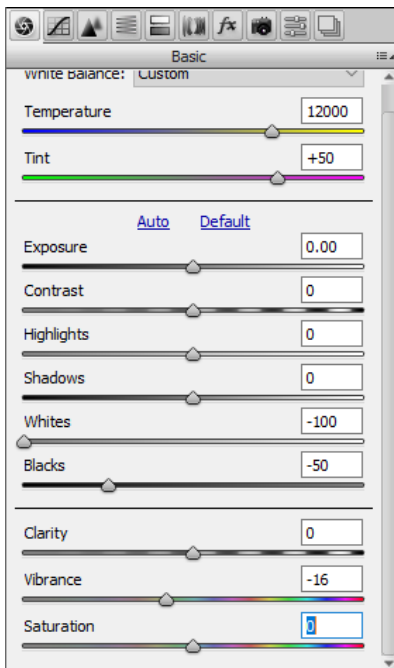 fx
Basic
White Balance: Custom
Temperature 12000
Tint +50
Auto Default
Exposure 0.00
Contrast 0
Highlights 0
Shadows 0
Whites -100
Blacks -50
Clarity 0
Vibrance -16
Saturation 0